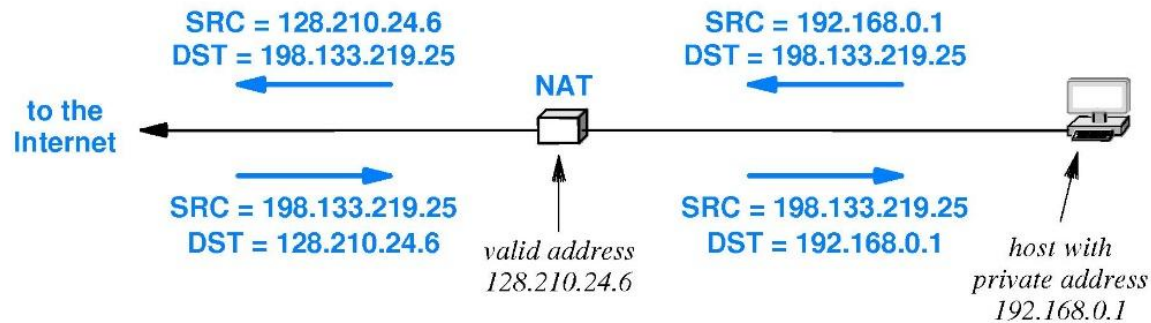 SRC = 128.210.24.6
DST = 198.133.219.25
SRC = 192.168.0.1
DST = 198.133.219.25
NAT
to the
Internet
SRC = 198.133.219.25
DST = 128.210.24.6
valid address
128.210.24.6
SRC = 198.133.219.25
DST = 192.168.0.1
host with
private address
192.168.0.1